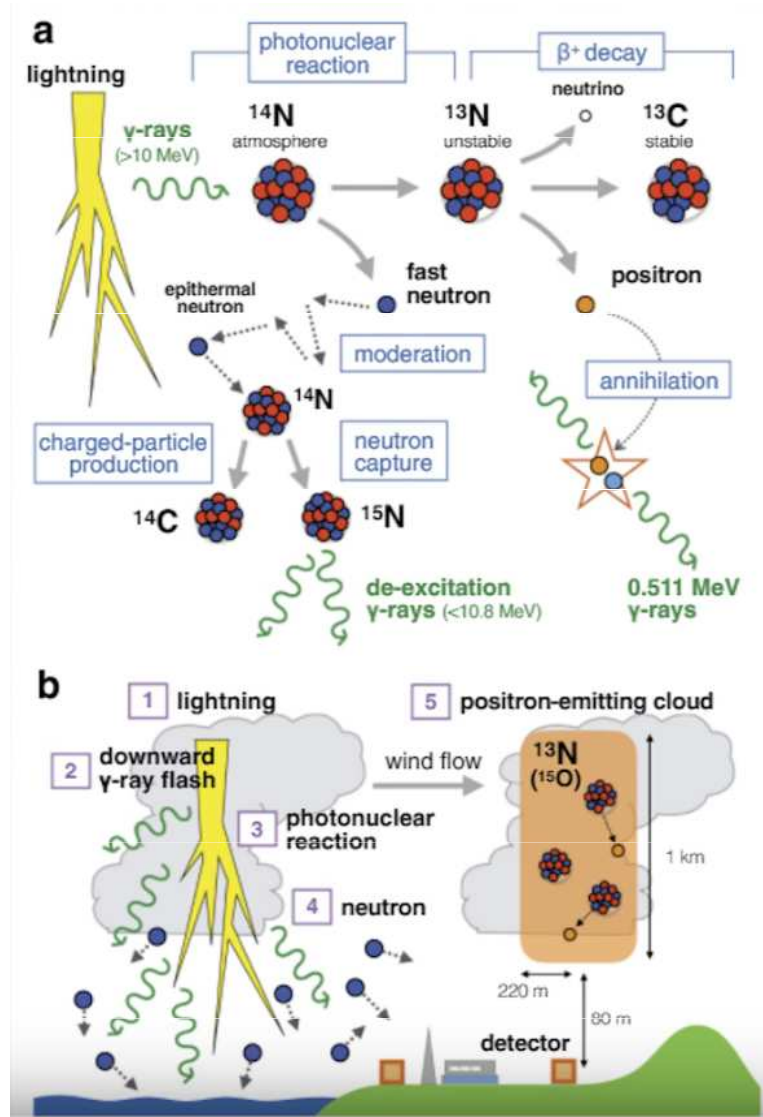 a
photonuclear
reaction
β⁺ decay
lightning
neutrino
γ-rays
(>10 MeV)
¹⁴N
atmosphere
¹³N
unstable
¹³C
stable
epithermal
neutron
fast
neutron
positron
moderation
annihilation
¹⁴N
charged-particle
production
neutron
capture
¹⁴C
¹⁵N
de-excitation
γ-rays (<10.8 MeV)
0.511 MeV
γ-rays
b
1 lightning
5 positron-emitting cloud
2 downward
γ-ray flash
wind flow
¹³N
(¹⁵O)
3 photonuclear
reaction
1 km
4 neutron
220 m
80 m
detector